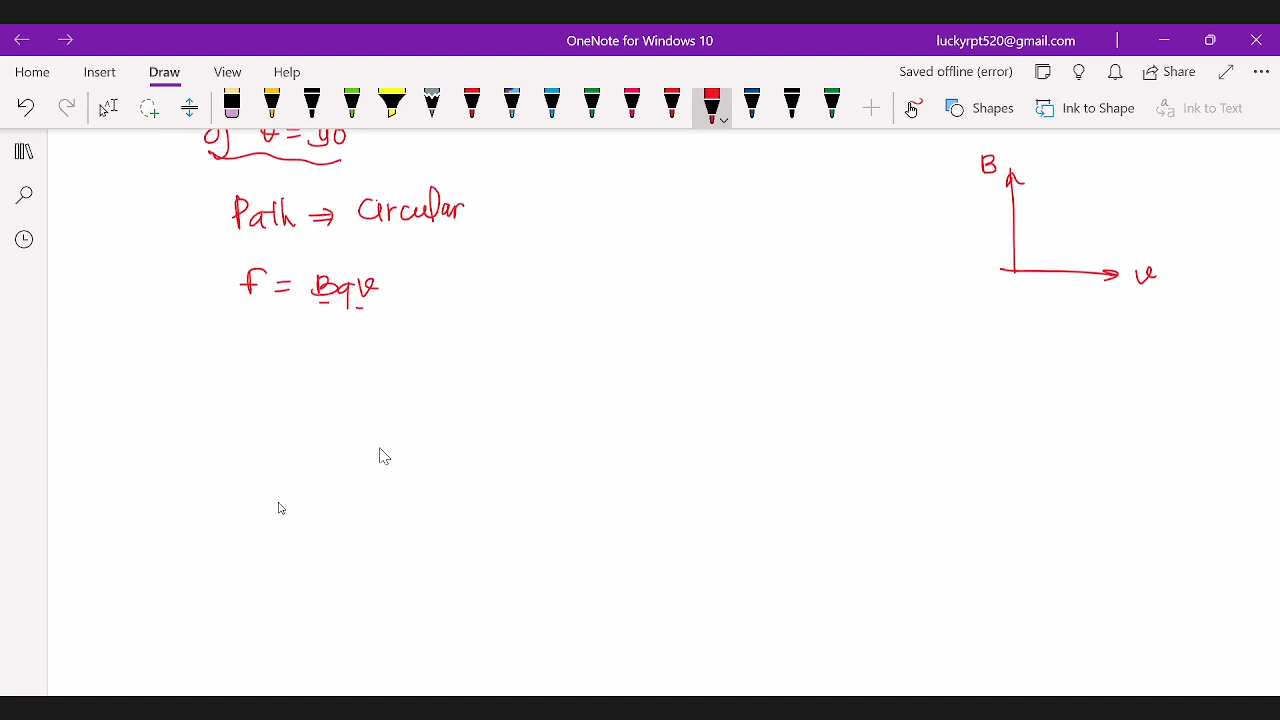 OneNote for Windows 10
luckyrpt520@gmail.com
Home Insert Draw View Help
Saved offline (error)
Share
Shapes
Ink to Shape
Ink to Text
= 90
Path ⇒ Circular
f = Bqv
B
v